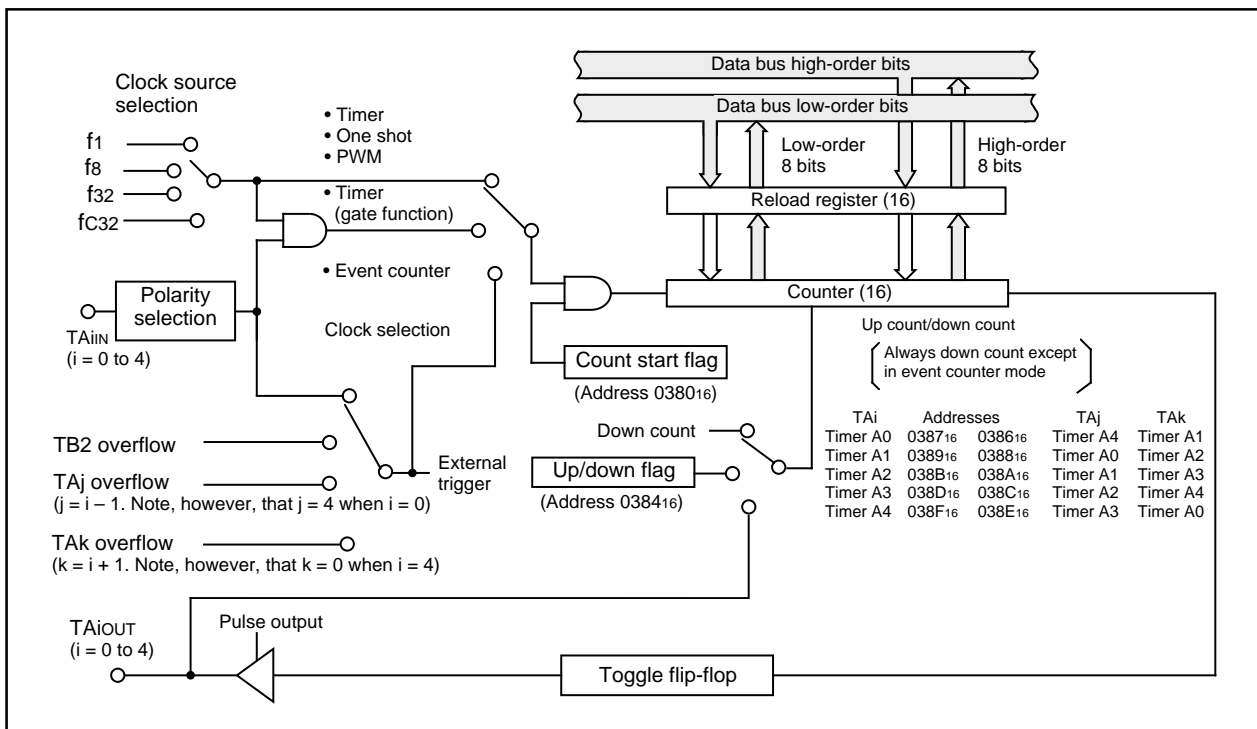 Data bus high-order bits
Data bus low-order bits
Clock source
selection
f1
f8
f32
fC32
• Timer
• One shot
• PWM
• Timer
(gate function)
• Event counter
Clock selection
Low-order
8 bits
High-order
8 bits
Reload register (16)
Counter (16)
Polarity
selection
TAiIN
(i = 0 to 4)
Count start flag
(Address 038016)
Up count/down count
Always down count except
in event counter mode
TAi Addresses TAj TAk
Timer A0 038716 038616 Timer A4 Timer A1
Timer A1 038916 038816 Timer A0 Timer A2
Timer A2 038B16 038A16 Timer A1 Timer A3
Timer A3 038D16 038C16 Timer A2 Timer A4
Timer A4 038F16 038E16 Timer A3 Timer A0
TB2 overflow
TAj overflow
(j = i – 1. Note, however, that j = 4 when i = 0)
TAk overflow
(k = i + 1. Note, however, that k = 0 when i = 4)
External
trigger
Down count
Up/down flag
(Address 038416)
TAiOUT
(i = 0 to 4)
Pulse output
Toggle flip-flop